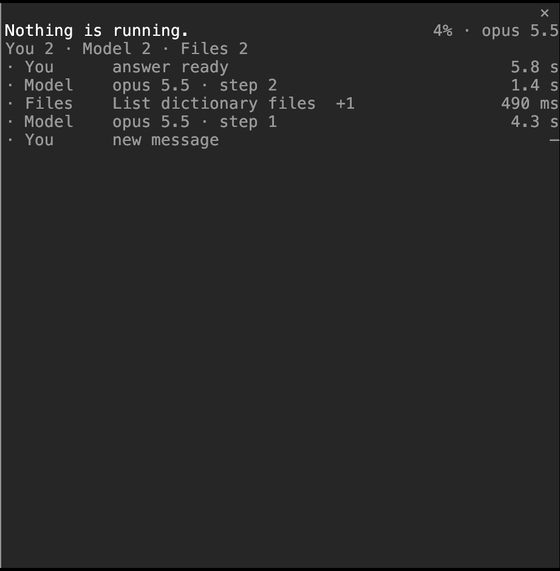 ×
Nothing is running. 4% · opus 5.5
You 2 · Model 2 · Files 2
· You answer ready 5.8 s
· Model opus 5.5 · step 2 1.4 s
· Files List dictionary files +1 490 ms
· Model opus 5.5 · step 1 4.3 s
· You new message —